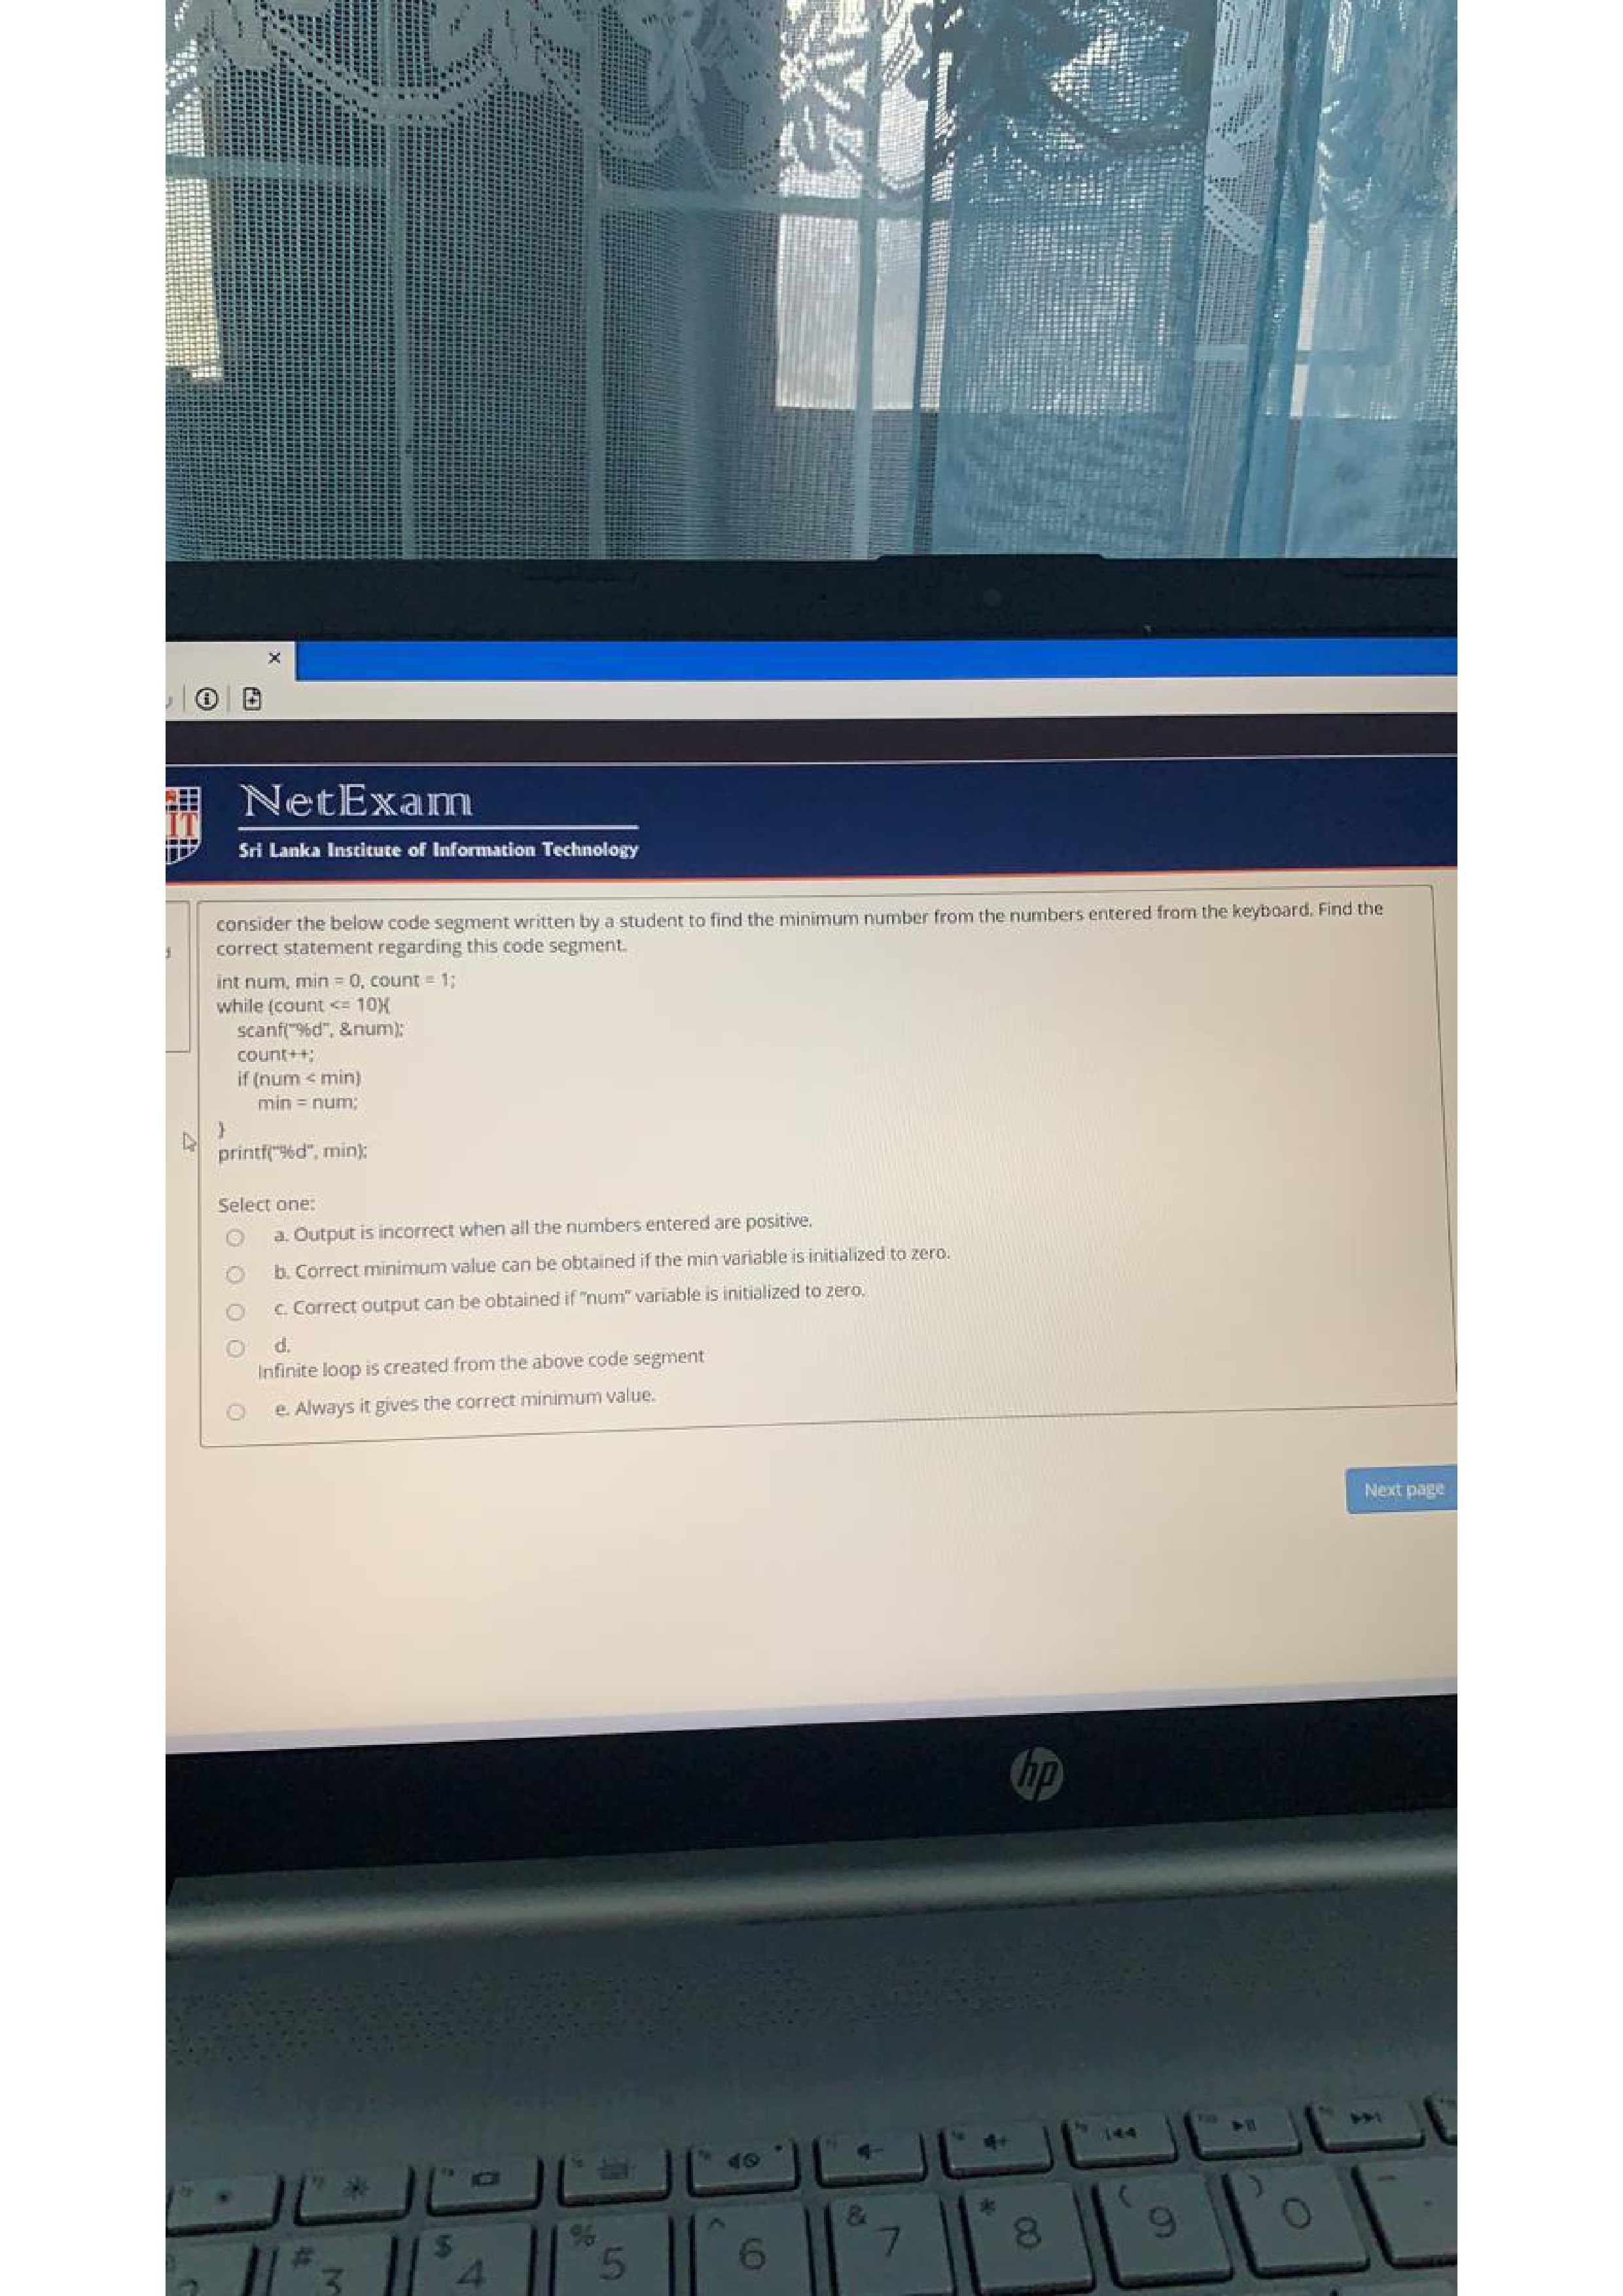 ×
NetExam
IT
Sri Lanka Institute of Information Technology
consider the below code segment written by a student to find the minimum number from the numbers entered from the keyboard. Find the
correct statement regarding this code segment.
int num, min = 0, count = 1;
while (count <= 10){
scanf("%d", &num);
count++;
if (num < min)
min = num;
}
printf("%d", min);
Select one:
a. Output is incorrect when all the numbers entered are positive.
b. Correct minimum value can be obtained if the min variable is initialized to zero.
c. Correct output can be obtained if "num" variable is initialized to zero.
d.
Infinite loop is created from the above code segment
e. Always it gives the correct minimum value.
Next page
hp
# 3 $ 4 % 5 ^ 6 & 7 * 8 ( 9 ) 0